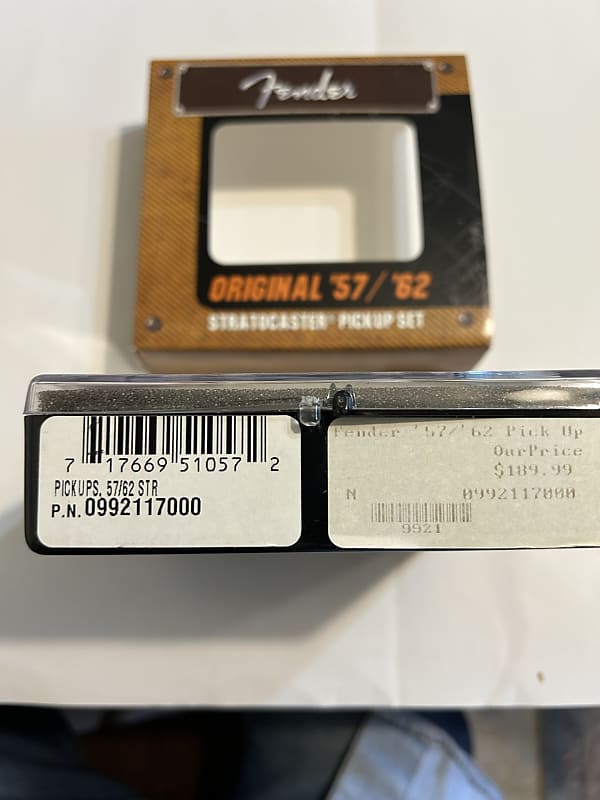 Fender
ORIGINAL '57/'62
STRATOCASTER® PICKUP SET
7 17669 51057 2
PICKUPS, 57/62 STR
P.N. 0992117000
Fender '57/'62 Pick Up
OurPrice
$189.99
N 0992117000
9921